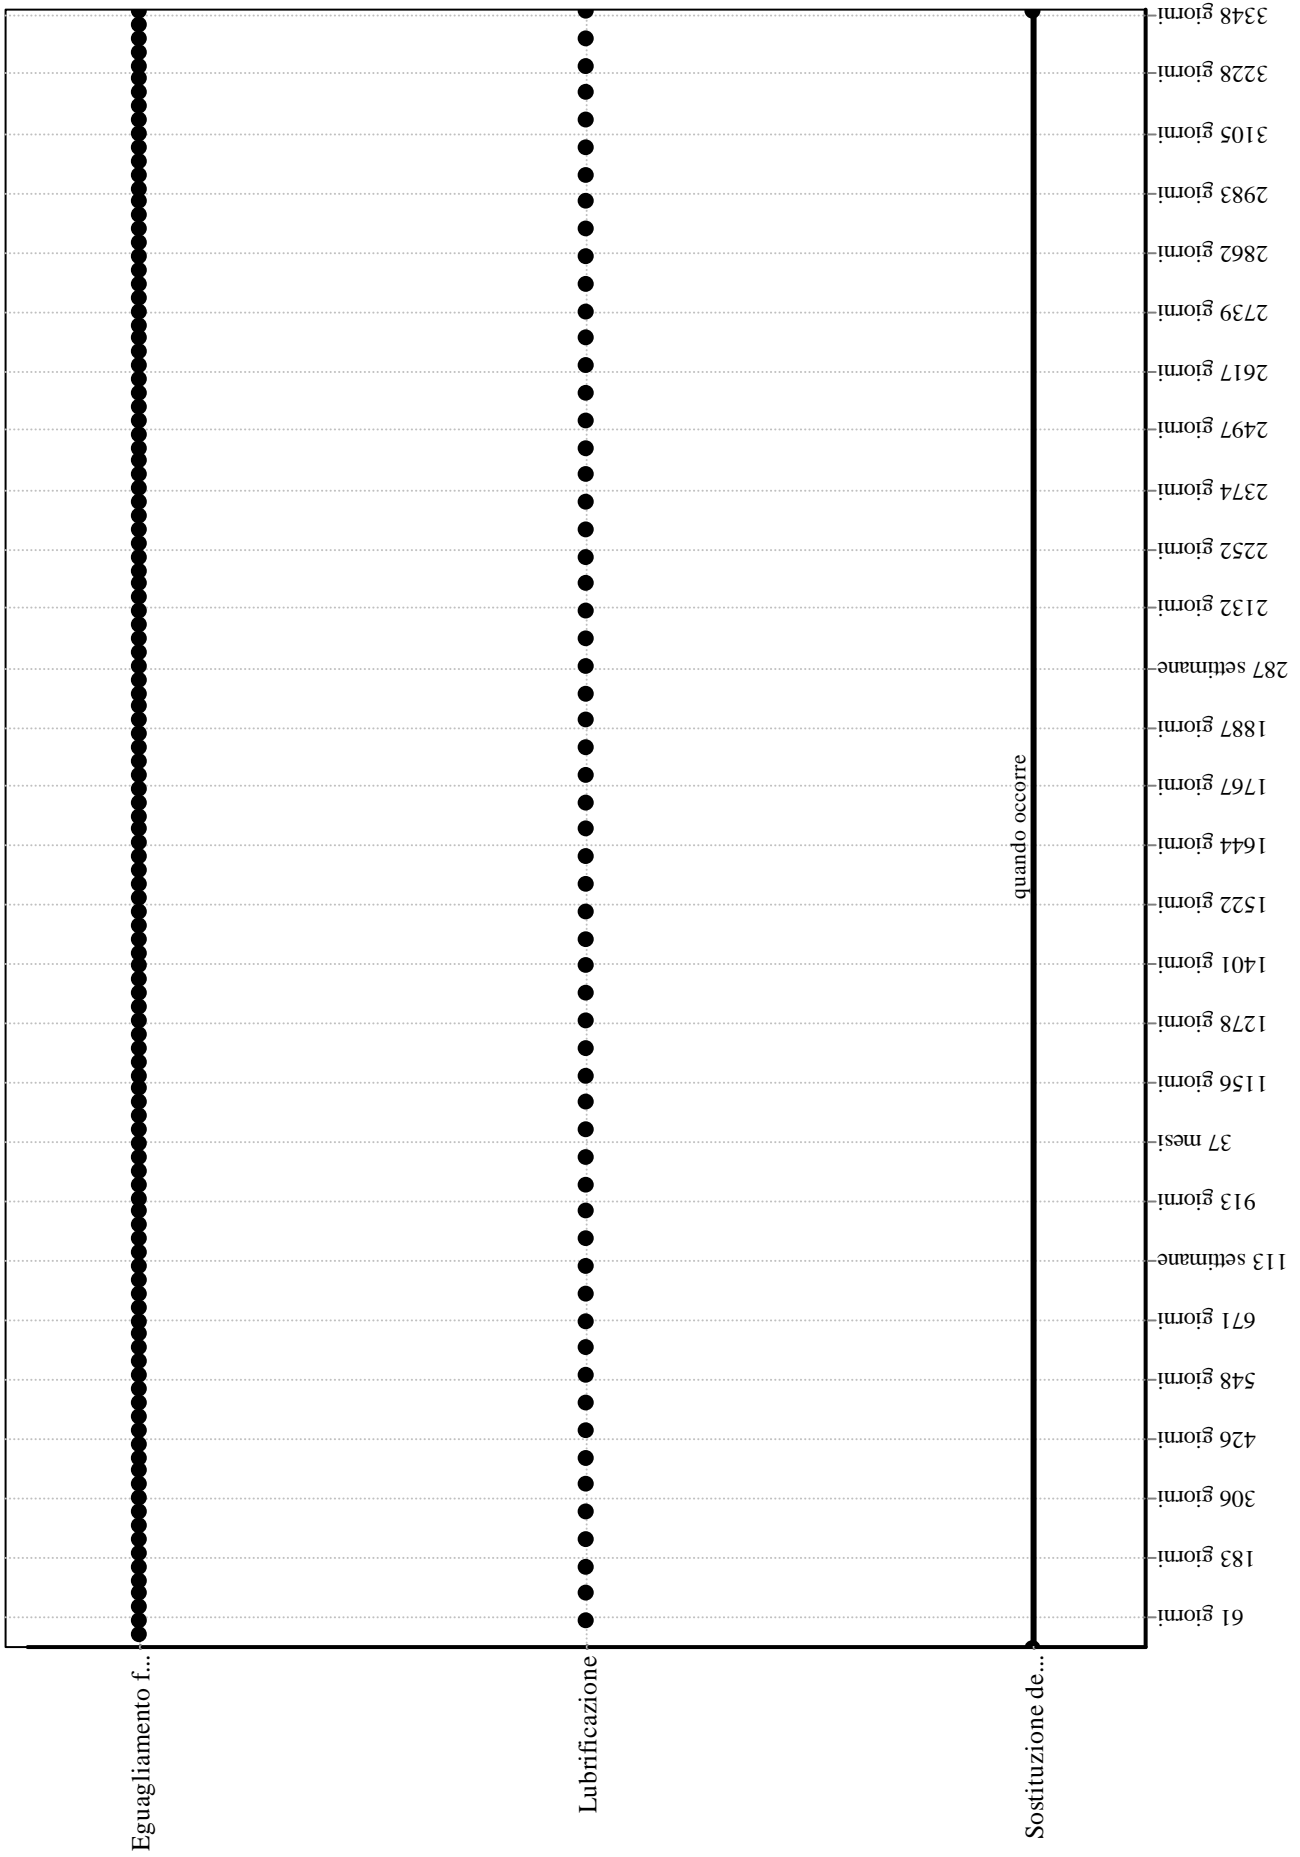 3348 giorni
3228 giorni
3105 giorni
2983 giorni
2862 giorni
2739 giorni
2617 giorni
2497 giorni
2374 giorni
2252 giorni
2132 giorni
287 settimane
1887 giorni
1767 giorni
1644 giorni
1522 giorni
1401 giorni
1278 giorni
1156 giorni
37 mesi
913 giorni
113 settimane
671 giorni
548 giorni
426 giorni
306 giorni
183 giorni
61 giorni
quando occorre
Eguagliamento f...
Lubrificazione
Sostituzione de...